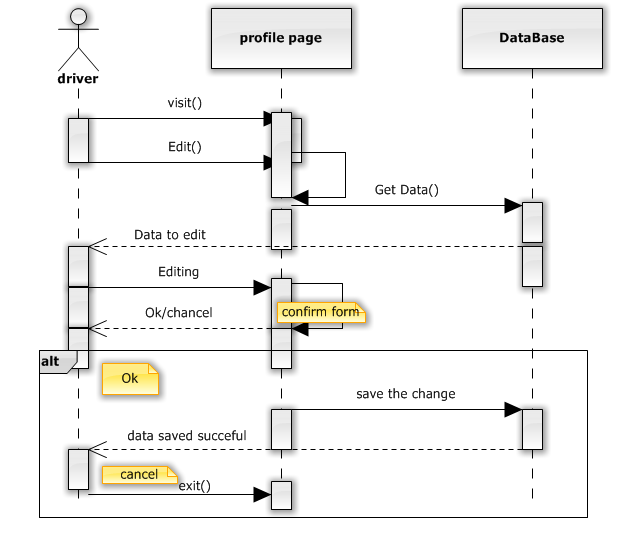 profile page
DataBase
driver
visit()
Edit()
Get Data()
Data to edit
Editing
confirm form
Ok/chancel
alt
Ok
save the change
data saved succeful
cancel
exit()